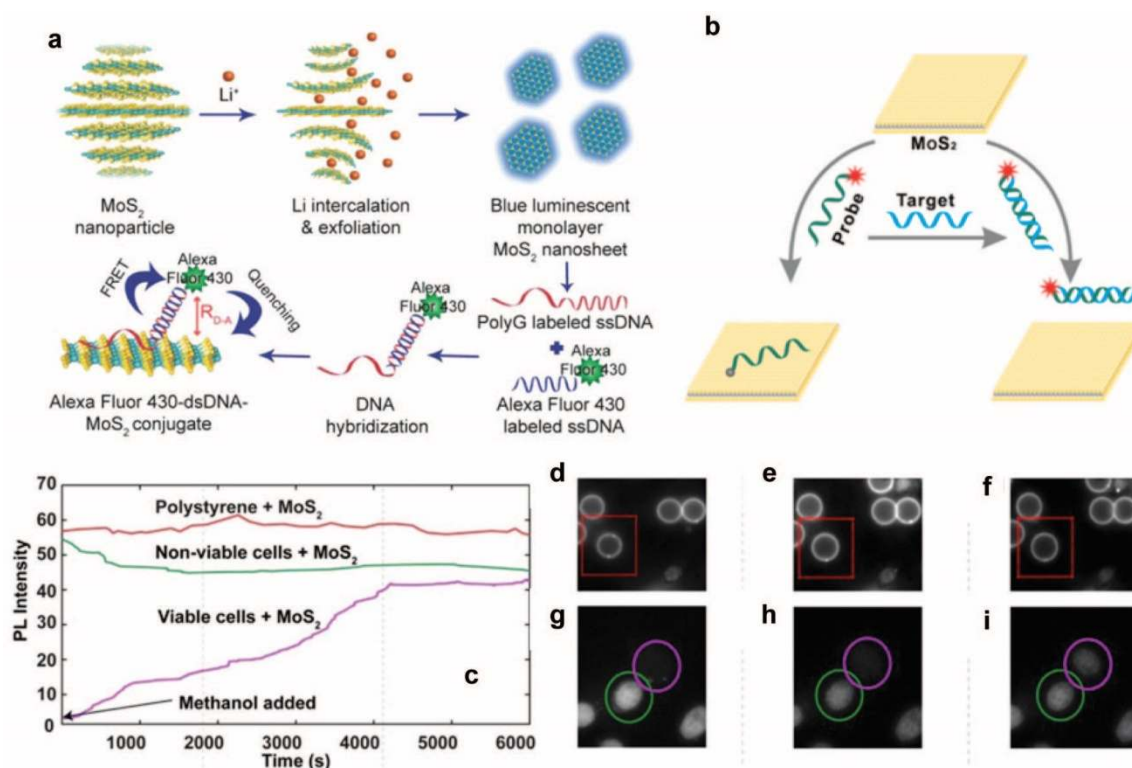 a
Li⁺
MoS₂
nanoparticle
Li intercalation
& exfoliation
Blue luminescent
monolayer
MoS₂ nanosheet
PolyG labeled ssDNA
Alexa
Fluor 430
Alexa Fluor 430
labeled ssDNA
Alexa
Fluor 430
DNA
hybridization
Alexa
Fluor 430
FRET
Quenching
R_D-A
Alexa Fluor 430-dsDNA-
MoS₂ conjugate
b
MoS₂
Probe
Target
c
70
60
50
40
30
20
10
0
PL Intensity
Polystyrene + MoS₂
Non-viable cells + MoS₂
Viable cells + MoS₂
Methanol added
1000 2000 3000 4000 5000 6000
Time (s)
d
e
f
g
h
i